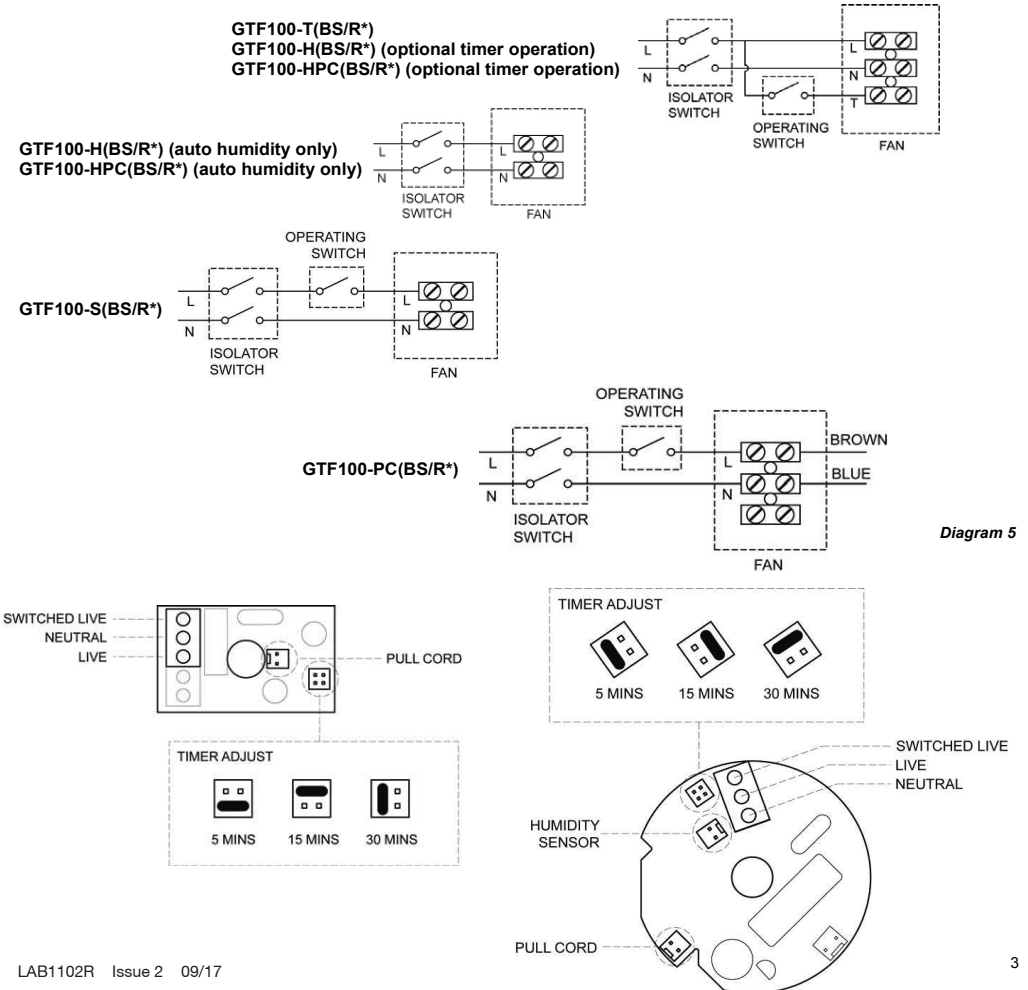 GTF100-T(BS/R*)
GTF100-H(BS/R*) (optional timer operation)
GTF100-HPC(BS/R*) (optional timer operation)
L
N
ISOLATOR
SWITCH
OPERATING
SWITCH
L
N
T
FAN
GTF100-H(BS/R*) (auto humidity only)
GTF100-HPC(BS/R*) (auto humidity only)
L
N
ISOLATOR
SWITCH
L
N
FAN
GTF100-S(BS/R*)
L
N
ISOLATOR
SWITCH
OPERATING
SWITCH
L
N
FAN
GTF100-PC(BS/R*)
L
N
ISOLATOR
SWITCH
OPERATING
SWITCH
L
N
BROWN
BLUE
FAN
Diagram 5
SWITCHED LIVE
NEUTRAL
LIVE
PULL CORD
TIMER ADJUST
5 MINS 15 MINS 30 MINS
TIMER ADJUST
5 MINS 15 MINS 30 MINS
SWITCHED LIVE
LIVE
NEUTRAL
HUMIDITY
SENSOR
PULL CORD
LAB1102R Issue 2 09/17
3